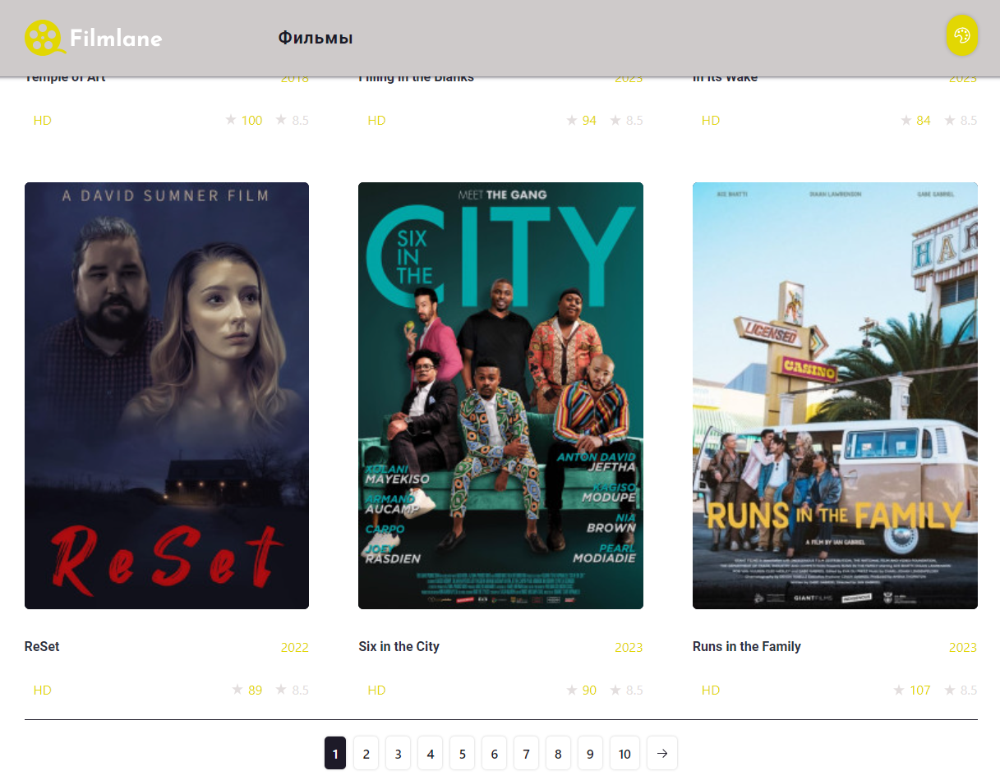 Filmlane
Фильмы
Temple of Art 2018
Filling in the Blanks 2023
In Its Wake 2023
HD ★ 100 ★ 8.5
HD ★ 94 ★ 8.5
HD ★ 84 ★ 8.5
A DAVID SUMNER FILM
ReSet
MEET THE GANG
SIX
IN
THE
CITY
XOLANI
MAYEKISO
ARMAND
AUCAMP
CARPO
JOEY
RASDIEN
ANTON DAVID
JEFTHA
KAGISO
MODUPE
NIA
BROWN
PEARL
MODIADIE
ACE BHATTI
DIAAN LAWRENSON
GABE GABRIEL
HAR
LICENSED
CASINO
RUNS IN THE FAMILY
A FILM BY IAN GABRIEL
GIANT FILMS
INDIGENOUS
ReSet 2022
Six in the City 2023
Runs in the Family 2023
HD ★ 89 ★ 8.5
HD ★ 90 ★ 8.5
HD ★ 107 ★ 8.5
1 2 3 4 5 6 7 8 9 10 →